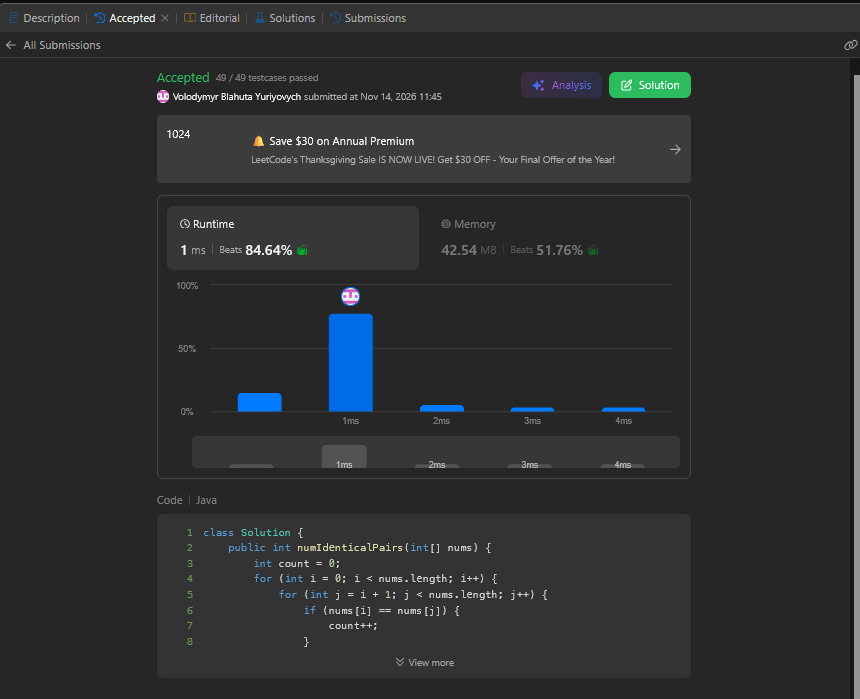 Description Accepted Editorial Solutions Submissions
All Submissions
Accepted 49 / 49 testcases passed
Volodymyr Blahuta Yuriyovych submitted at Nov 14, 2026 11:45
Analysis
Solution
1024
Save $30 on Annual Premium
LeetCode's Thanksgiving Sale IS NOW LIVE! Get $30 OFF - Your Final Offer of the Year!
Runtime
1 ms Beats 84.64%
Memory
42.54 MB Beats 51.76%
100%
50%
0%
1ms 2ms 3ms 4ms
1ms 2ms 3ms 4ms
Code | Java
1 class Solution {
2     public int numIdenticalPairs(int[] nums) {
3         int count = 0;
4         for (int i = 0; i < nums.length; i++) {
5             for (int j = i + 1; j < nums.length; j++) {
6                 if (nums[i] == nums[j]) {
7                     count++;
8                 }
View more